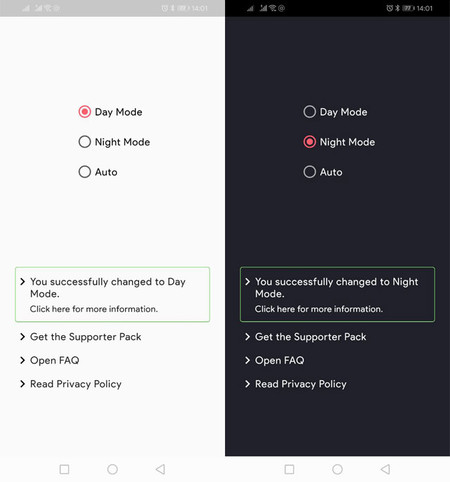 14:01
Day Mode
Night Mode
Auto
You successfully changed to Day
Mode.
Click here for more information.
Get the Supporter Pack
Open FAQ
Read Privacy Policy
14:01
Day Mode
Night Mode
Auto
You successfully changed to Night
Mode.
Click here for more information.
Get the Supporter Pack
Open FAQ
Read Privacy Policy